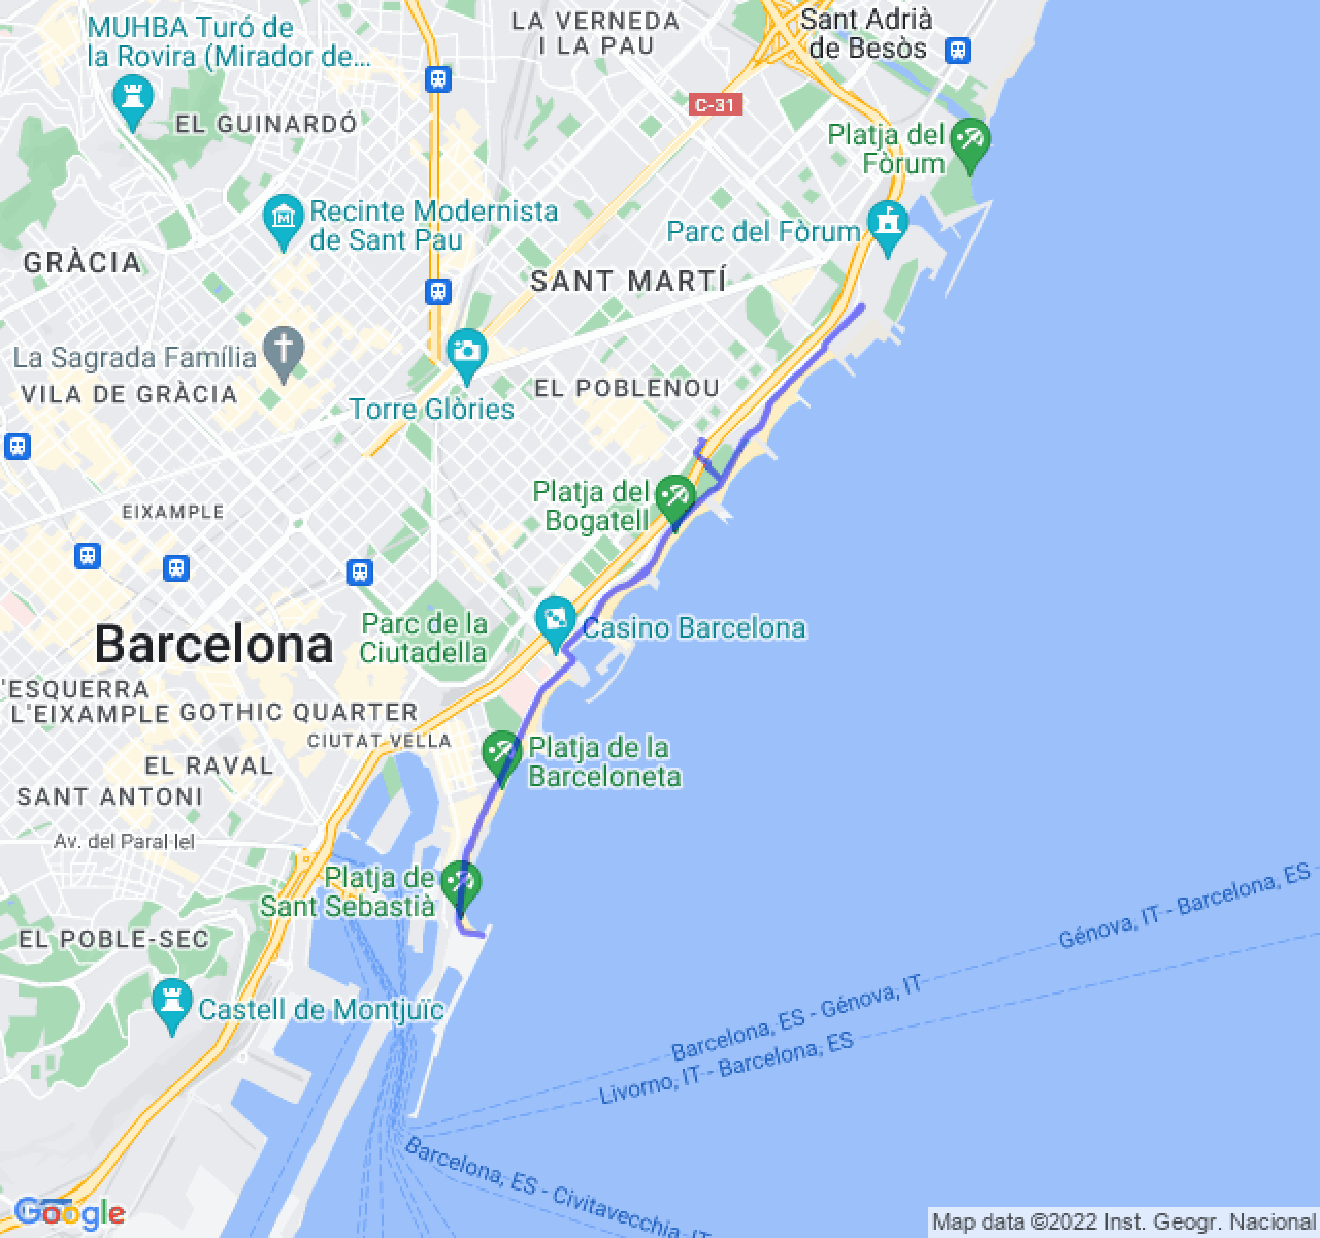 MUHBA Turó de
la Rovira (Mirador de...
LA VERNEDA
I LA PAU
Sant Adrià
de Besòs
C-31
EL GUINARDÓ
Platja del
Fòrum
Recinte Modernista
de Sant Pau
Parc del Fòrum
GRÀCIA
SANT MARTÍ
La Sagrada Família
VILA DE GRÀCIA
EL POBLENOU
Torre Glòries
Platja del
Bogatell
EIXAMPLE
Parc de la
Ciutadella
Casino Barcelona
Barcelona
'ESQUERRA
L'EIXAMPLE
GOTHIC QUARTER
CIUTAT VELLA
Platja de la
Barceloneta
EL RAVAL
SANT ANTONI
Av. del Paral·lel
Platja de
Sant Sebastià
EL POBLE-SEC
Génova, IT - Barcelona, ES
Castell de Montjuïc
Barcelona, ES - Génova, IT
Livorno, IT - Barcelona, ES
Barcelona, ES - Civitavecchia, IT
Google
Map data ©2022 Inst. Geogr. Nacional